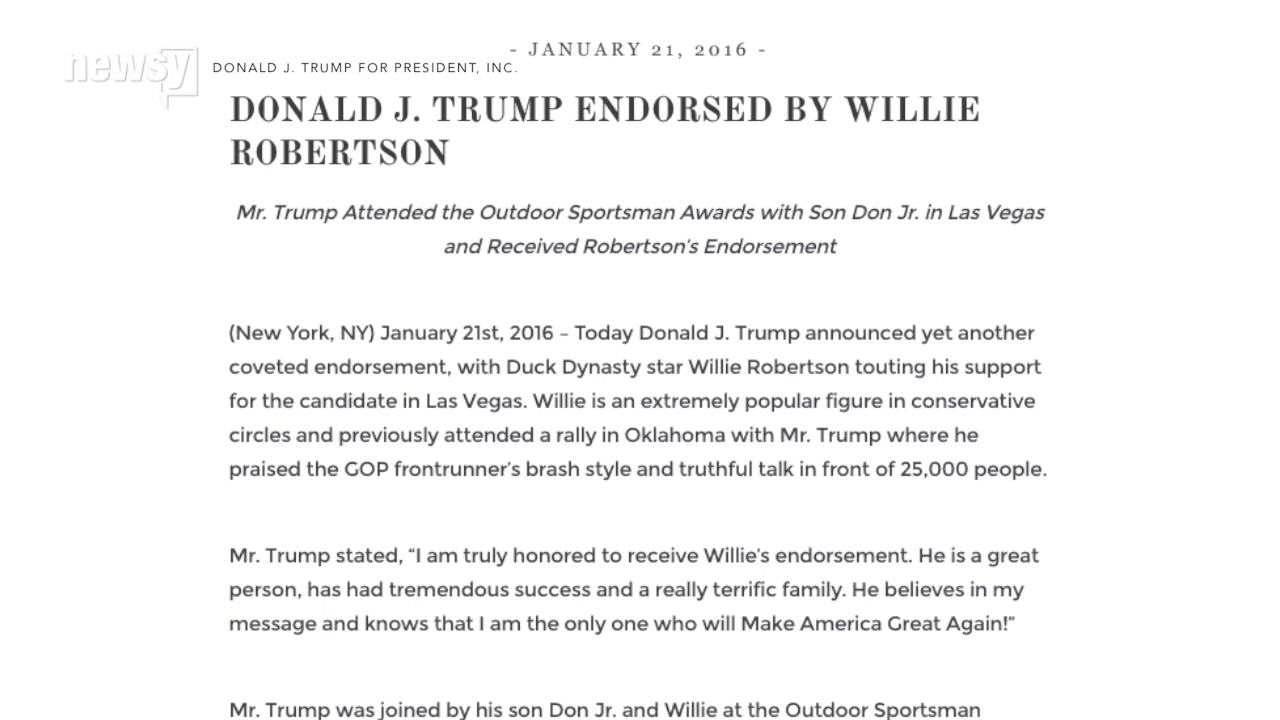 - JANUARY 21, 2016 -
newsy
DONALD J. TRUMP FOR PRESIDENT, INC.
DONALD J. TRUMP ENDORSED BY WILLIE
ROBERTSON
Mr. Trump Attended the Outdoor Sportsman Awards with Son Don Jr. in Las Vegas
and Received Robertson's Endorsement
(New York, NY) January 21st, 2016 – Today Donald J. Trump announced yet another
coveted endorsement, with Duck Dynasty star Willie Robertson touting his support
for the candidate in Las Vegas. Willie is an extremely popular figure in conservative
circles and previously attended a rally in Oklahoma with Mr. Trump where he
praised the GOP frontrunner's brash style and truthful talk in front of 25,000 people.
Mr. Trump stated, “I am truly honored to receive Willie's endorsement. He is a great
person, has had tremendous success and a really terrific family. He believes in my
message and knows that I am the only one who will Make America Great Again!”
Mr. Trump was joined by his son Don Jr. and Willie at the Outdoor Sportsman